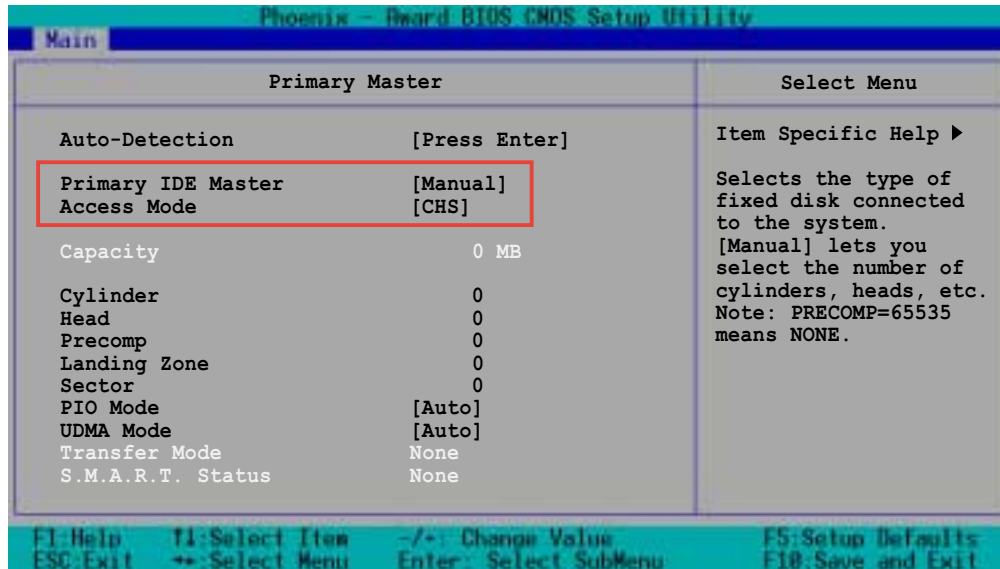 Phoenix - Award BIOS CMOS Setup Utility
Main
Primary Master
Select Menu
Auto-Detection [Press Enter]
Primary IDE Master [Manual]
Access Mode [CHS]
Capacity 0 MB
Cylinder 0
Head 0
Precomp 0
Landing Zone 0
Sector 0
PIO Mode [Auto]
UDMA Mode [Auto]
Transfer Mode None
S.M.A.R.T. Status None
Item Specific Help ▶
Selects the type of
fixed disk connected
to the system.
[Manual] lets you
select the number of
cylinders, heads, etc.
Note: PRECOMP=65535
means NONE.
F1:Help ↑↓:Select Item -/+: Change Value F5:Setup Defaults
ESC:Exit ←→:Select Menu Enter: Select SubMenu F10:Save and Exit